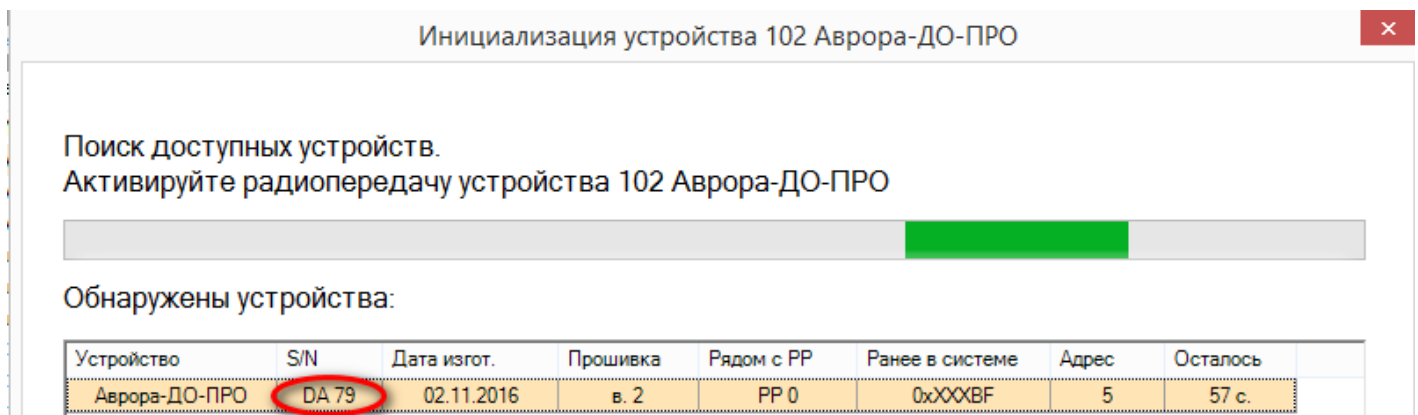 Инициализация устройства 102 Аврора-ДО-ПРО
Поиск доступных устройств.
Активируйте радиопередачу устройства 102 Аврора-ДО-ПРО
Обнаружены устройства:
Устройство S/N Дата изгот. Прошивка Рядом с РР Ранее в системе Адрес Осталось
Аврора-ДО-ПРО DA 79 02.11.2016 в. 2 РР 0 0xXXXBF 5 57 с.